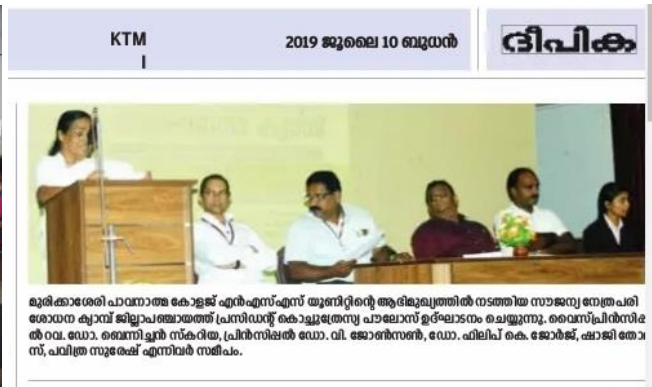 KTM
I
2019 ജൂലൈ 10 ബുധൻ
ദീപിക
മുരിക്കാശേരി പാവനാത്മ കോളജ് എൻഎസ്എസ് യൂണിറ്റിന്റെ ആഭിമുഖ്യത്തിൽ നടത്തിയ സൗജന്യ നേത്രപരി
ശോധന ക്യാമ്പ് ജില്ലാപഞ്ചായത്ത് പ്രസിഡന്റ് കൊച്ചുത്രേസ്യ പൗലോസ് ഉദ്ഘാടനം ചെയ്യുന്നു. വൈസ്പ്രിൻസിപ്പ
ൽ റവ. ഡോ. ബെന്നിച്ചൻ സ്കറിയ, പ്രിൻസിപ്പൽ ഡോ. വി. ജോൺസൺ, ഡോ. ഫിലിപ് കെ. ജോർജ്, ഷാജി തോമ
സ്, പവിത്ര സുരേഷ് എന്നിവർ സമീപം.